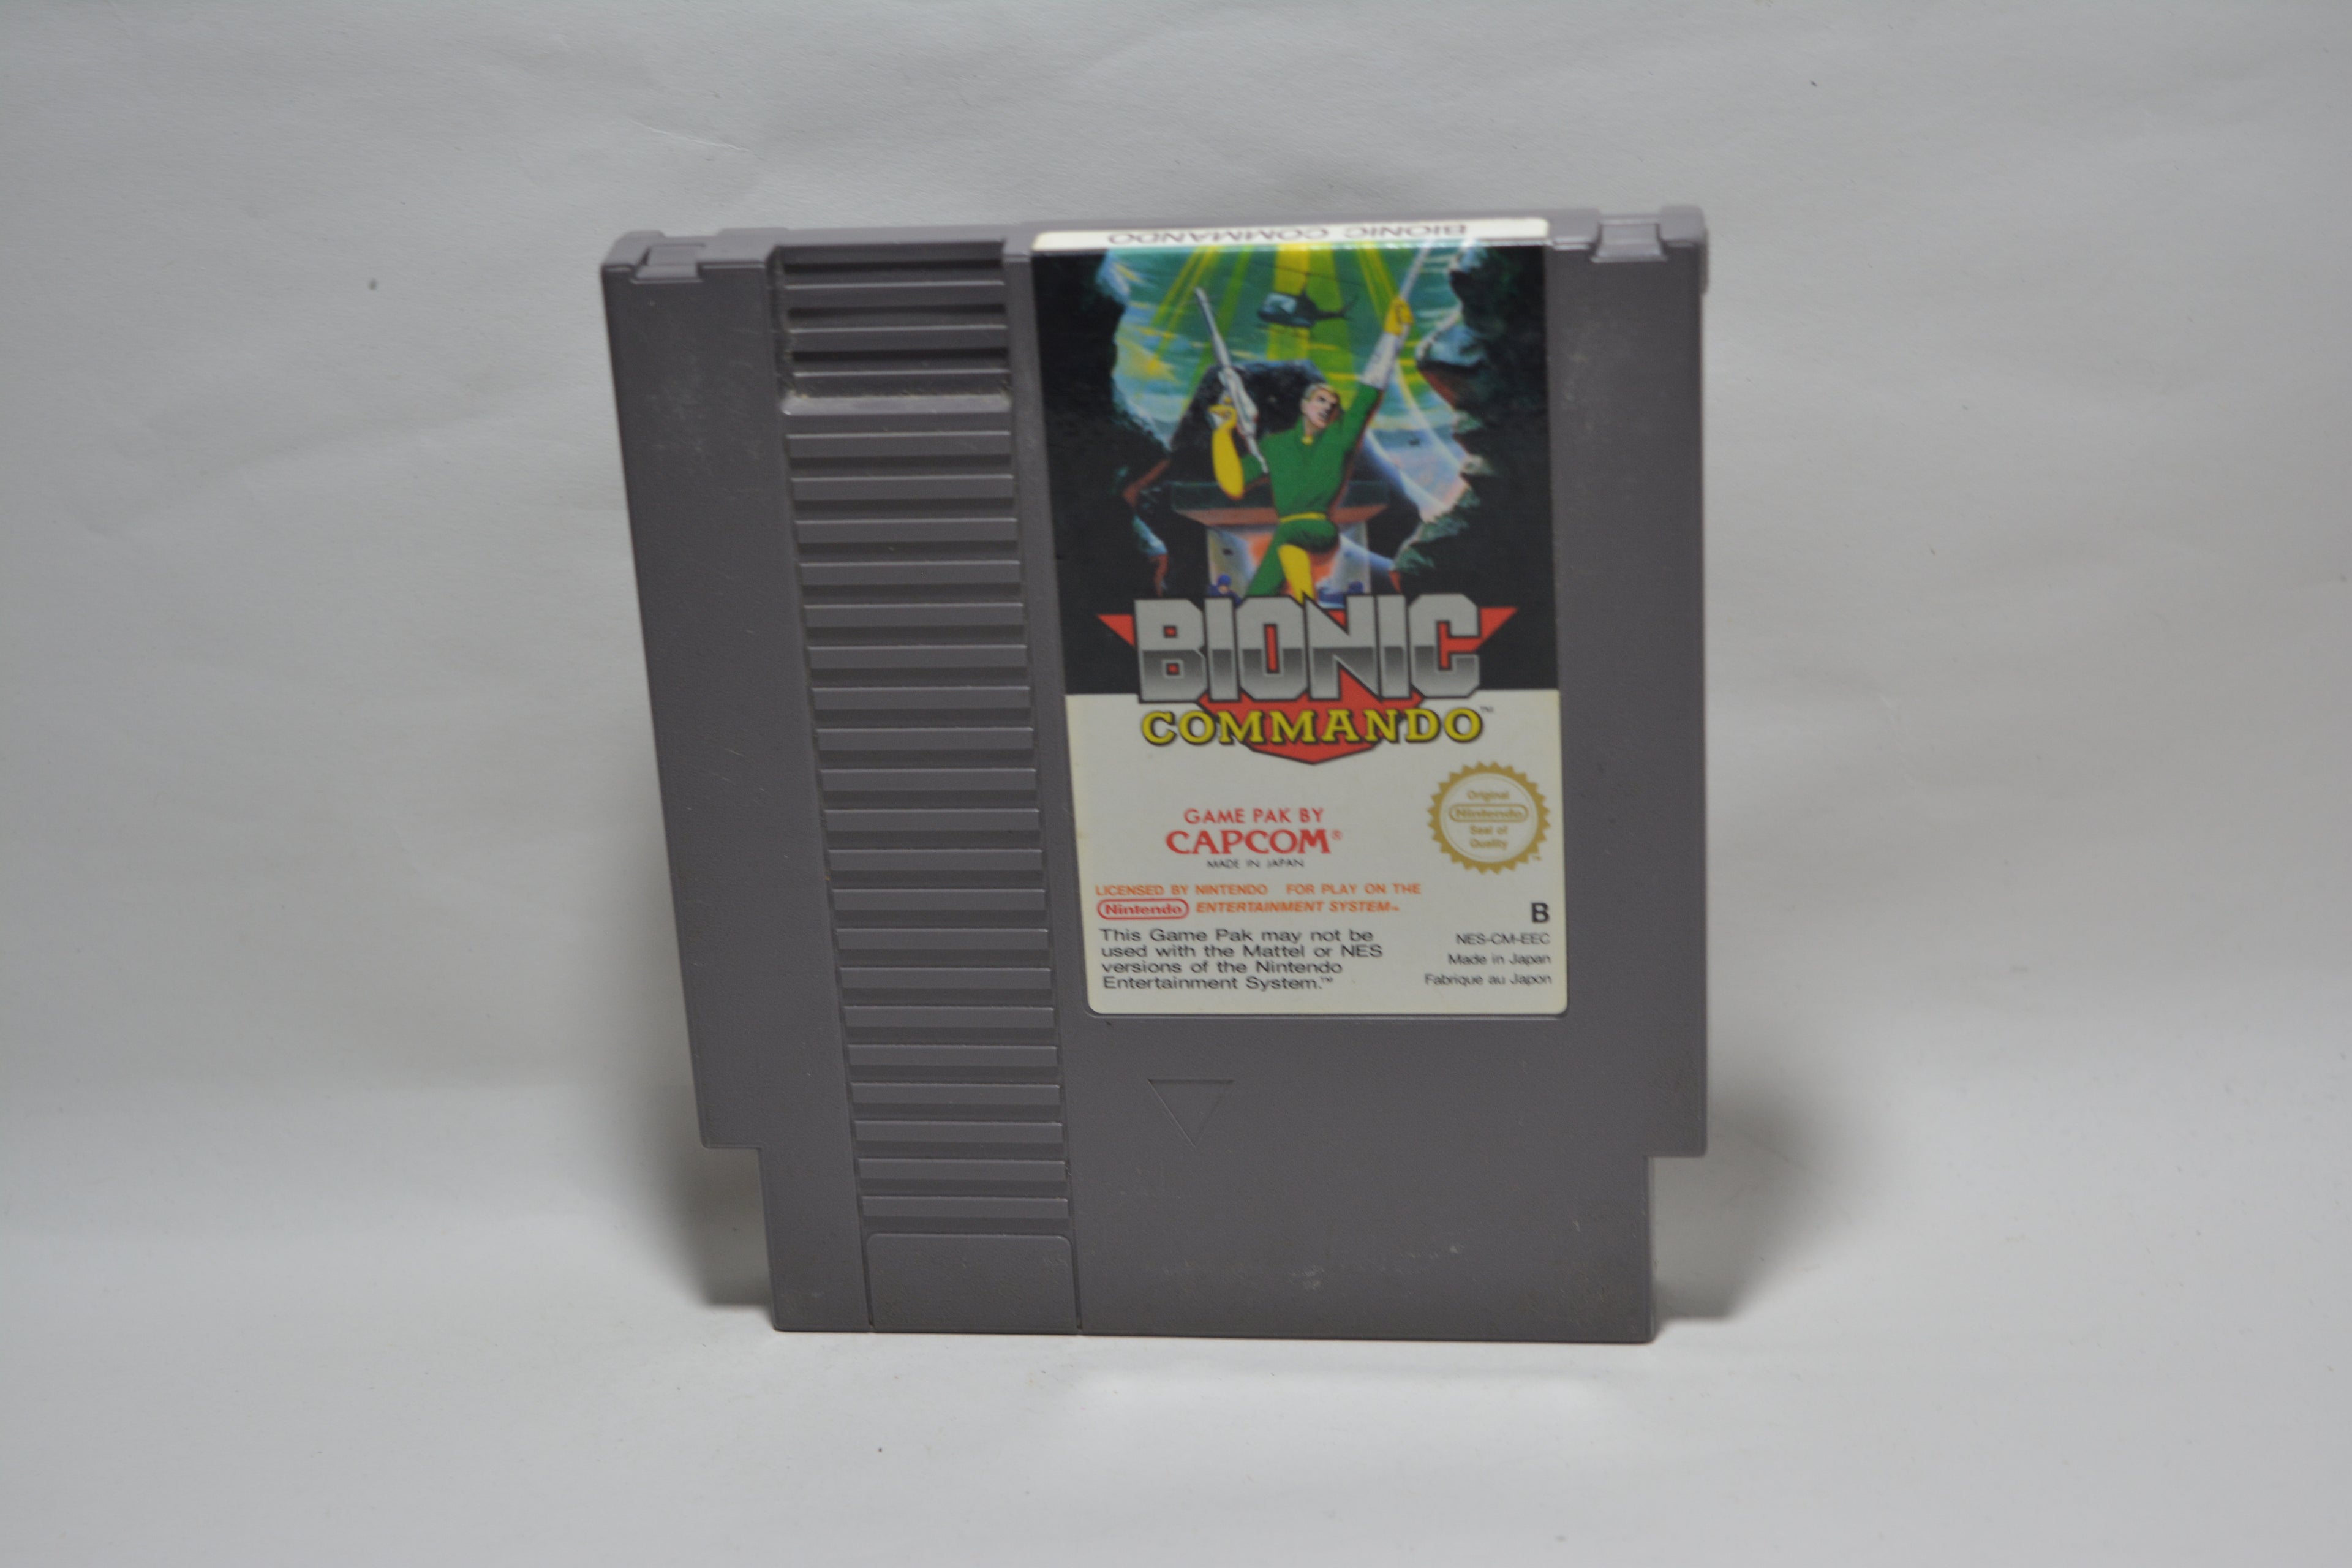 BIONIC COMMANDO
BIONIC
COMMANDO™
GAME PAK BY
CAPCOM®
MADE IN JAPAN
Original
Nintendo
Seal of
Quality
™
LICENSED BY NINTENDO FOR PLAY ON THE
Nintendo ENTERTAINMENT SYSTEM™
This Game Pak may not be
used with the Mattel or NES
versions of the Nintendo
Entertainment System.™
B
NES-CM-EEC
Made in Japan
Fabrique au Japon